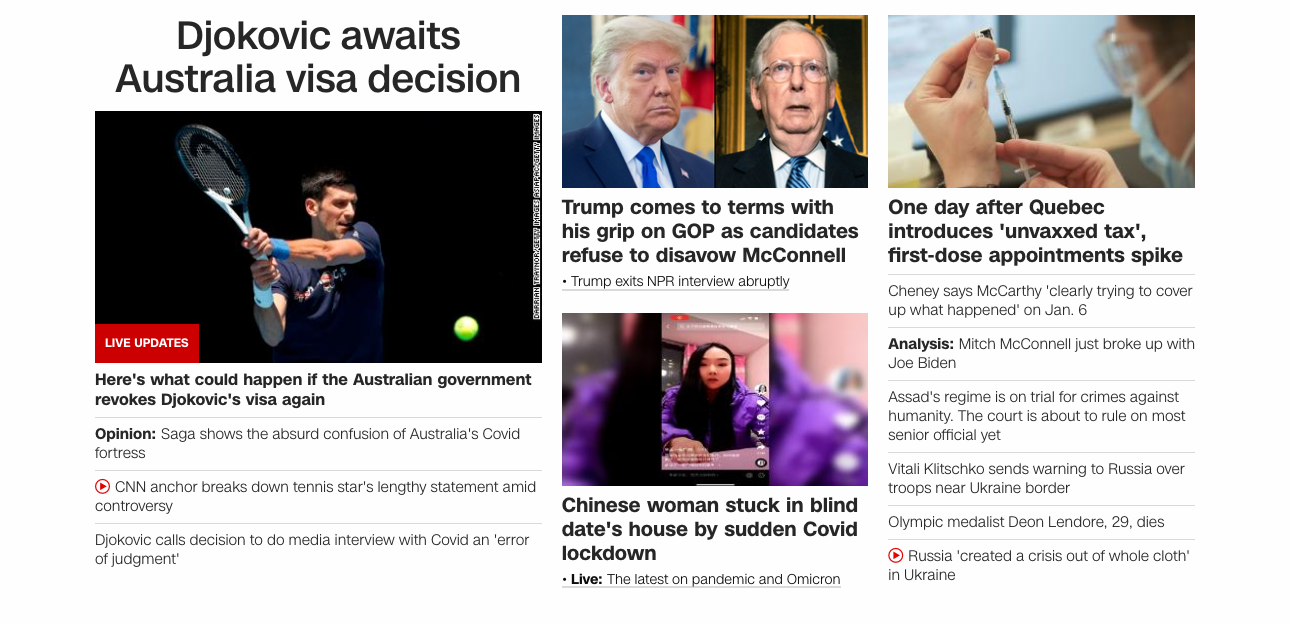 Djokovic awaits
Australia visa decision
DARRIAN TRAYNOR/GETTY IMAGES ASIAPAC/GETTY IMAGES
LIVE UPDATES
Here's what could happen if the Australian government
revokes Djokovic's visa again
Opinion: Saga shows the absurd confusion of Australia's Covid
fortress
CNN anchor breaks down tennis star's lengthy statement amid
controversy
Djokovic calls decision to do media interview with Covid an 'error
of judgment'
Trump comes to terms with
his grip on GOP as candidates
refuse to disavow McConnell
• Trump exits NPR interview abruptly
Chinese woman stuck in blind
date's house by sudden Covid
lockdown
• Live: The latest on pandemic and Omicron
One day after Quebec
introduces 'unvaxxed tax',
first-dose appointments spike
Cheney says McCarthy 'clearly trying to cover
up what happened' on Jan. 6
Analysis: Mitch McConnell just broke up with
Joe Biden
Assad's regime is on trial for crimes against
humanity. The court is about to rule on most
senior official yet
Vitali Klitschko sends warning to Russia over
troops near Ukraine border
Olympic medalist Deon Lendore, 29, dies
Russia 'created a crisis out of whole cloth'
in Ukraine